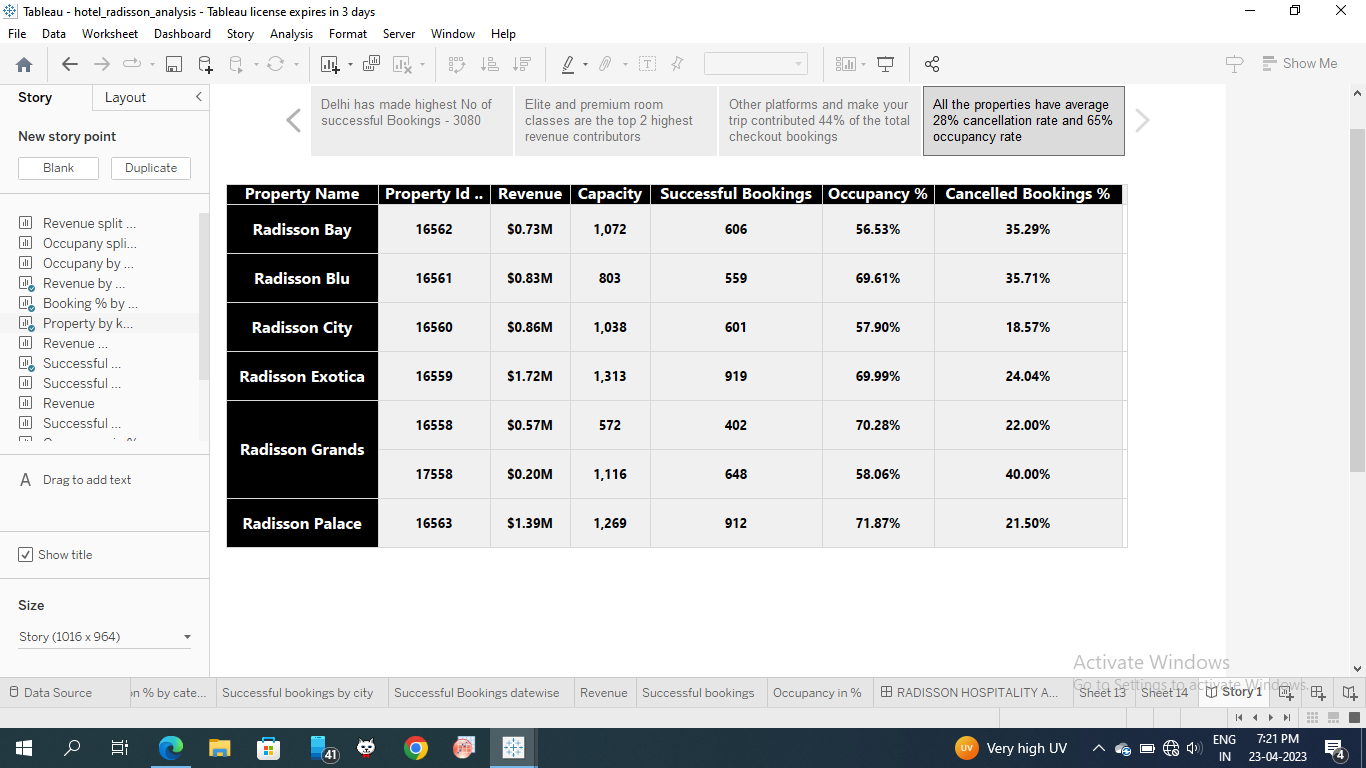 Tableau - hotel_radisson_analysis - Tableau license expires in 3 days
File Data Worksheet Dashboard Story Analysis Format Server Window Help
Show Me
Story Layout
New story point
Blank Duplicate
Revenue split ...
Occupany spli...
Occupany by ...
Revenue by ...
Booking % by ...
Property by k...
Revenue ...
Successful ...
Successful ...
Revenue
Successful ...
A Drag to add text
Show title
Size
Story (1016 x 964)
Delhi has made highest No of
successful Bookings - 3080
Elite and premium room
classes are the top 2 highest
revenue contributors
Other platforms and make your
trip contributed 44% of the total
checkout bookings
All the properties have average
28% cancellation rate and 65%
occupancy rate
Property Name Property Id .. Revenue Capacity Successful Bookings Occupancy % Cancelled Bookings %
Radisson Bay 16562 $0.73M 1,072 606 56.53% 35.29%
Radisson Blu 16561 $0.83M 803 559 69.61% 35.71%
Radisson City 16560 $0.86M 1,038 601 57.90% 18.57%
Radisson Exotica 16559 $1.72M 1,313 919 69.99% 24.04%
Radisson Grands 16558 $0.57M 572 402 70.28% 22.00%
17558 $0.20M 1,116 648 58.06% 40.00%
Radisson Palace 16563 $1.39M 1,269 912 71.87% 21.50%
Activate Windows
Go to Settings to activate Windows.
Data Source n % by cate... Successful bookings by city Successful Bookings datewise Revenue Successful bookings Occupancy in % RADISSON HOSPITALITY A... Sheet 13 Sheet 14 Story 1
41 UV Very high UV ENG 7:21 PM
IN 23-04-2023 4